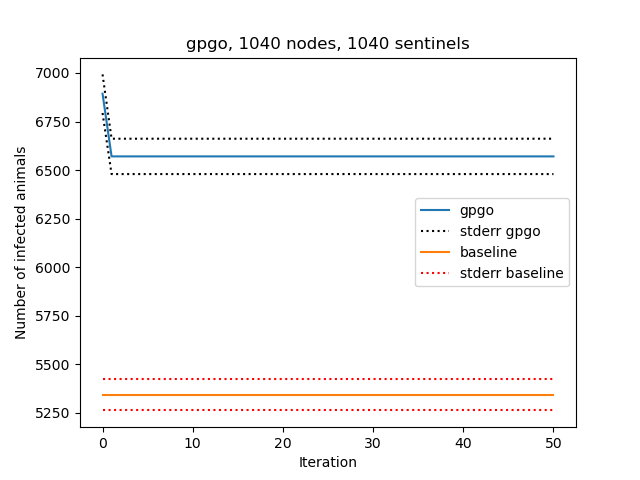 gpgo, 1040 nodes, 1040 sentinels
7000
6750
6500
6250
6000
5750
5500
5250
Number of infected animals
gpgo
stderr gpgo
baseline
stderr baseline
0 10 20 30 40 50
Iteration